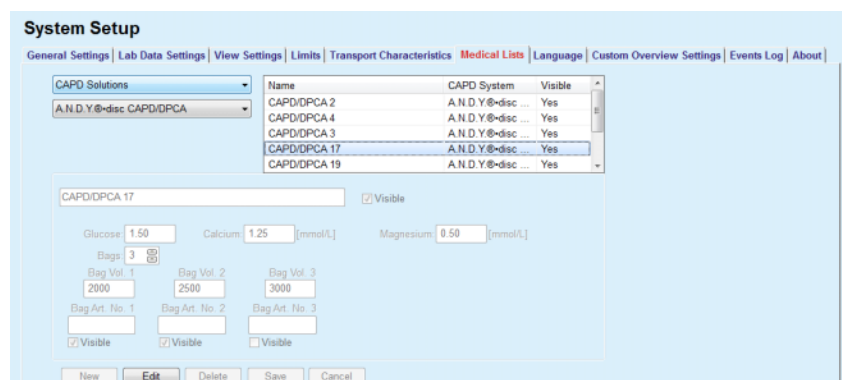 System Setup
General Settings Lab Data Settings View Settings Limits Transport Characteristics Medical Lists Language Custom Overview Settings Events Log About
CAPD Solutions
A.N.D.Y.®•disc CAPD/DPCA
Name CAPD System Visible
CAPD/DPCA 2 A.N.D.Y.®•disc ... Yes
CAPD/DPCA 4 A.N.D.Y.®•disc ... Yes
CAPD/DPCA 3 A.N.D.Y.®•disc ... Yes
CAPD/DPCA 17 A.N.D.Y.®•disc ... Yes
CAPD/DPCA 19 A.N.D.Y.®•disc ... Yes
CAPD/DPCA 17 Visible
Glucose: 1.50 Calcium: 1.25 [mmol/L] Magnesium: 0.50 [mmol/L]
Bags: 3
Bag Vol. 1 Bag Vol. 2 Bag Vol. 3
2000 2500 3000
Bag Art. No. 1 Bag Art. No. 2 Bag Art. No. 3
Visible Visible Visible
New Edit Delete Save Cancel